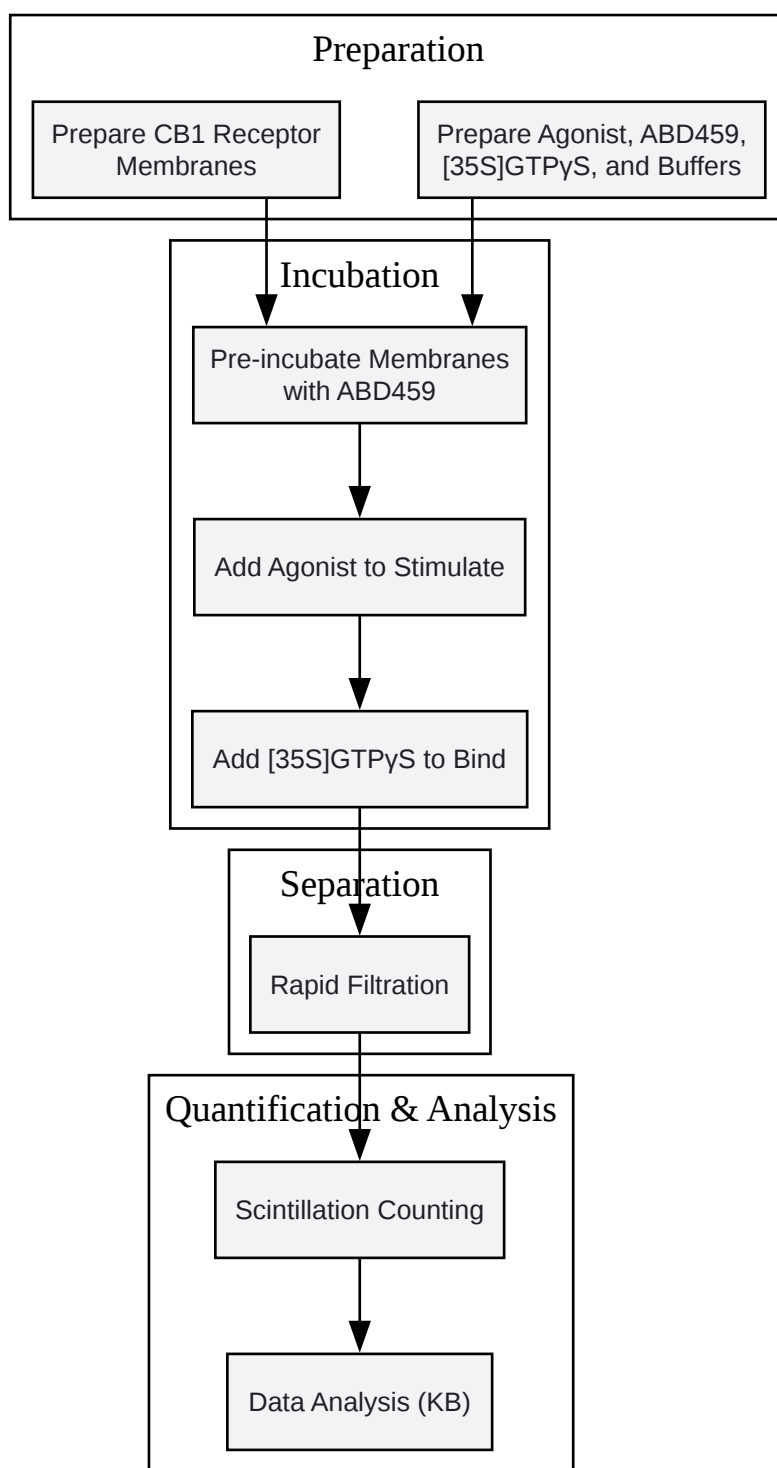 Preparation
Prepare CB1 Receptor
Membranes
Prepare Agonist, ABD459,
[35S]GTPγS, and Buffers
Incubation
Pre-incubate Membranes
with ABD459
Add Agonist to Stimulate
Add [35S]GTPγS to Bind
Separation
Rapid Filtration
Quantification & Analysis
Scintillation Counting
Data Analysis (KB)